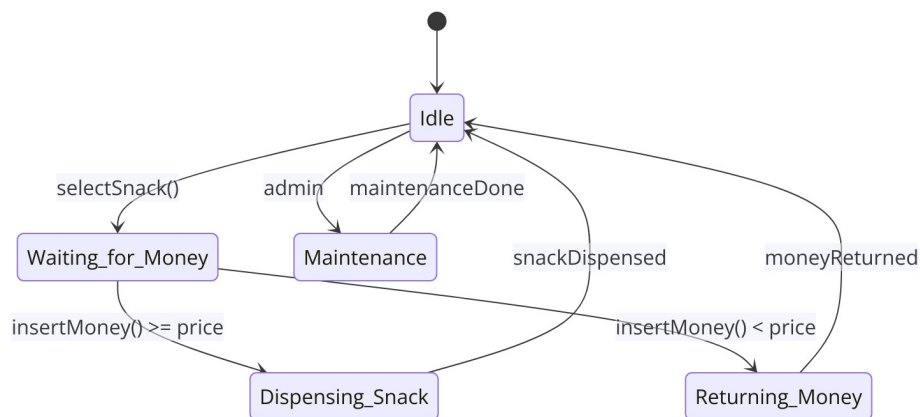 Idle
selectSnack()
admin
maintenanceDone
Waiting_for_Money
Maintenance
snackDispensed
moneyReturned
insertMoney() >= price
insertMoney() < price
Dispensing_Snack
Returning_Money